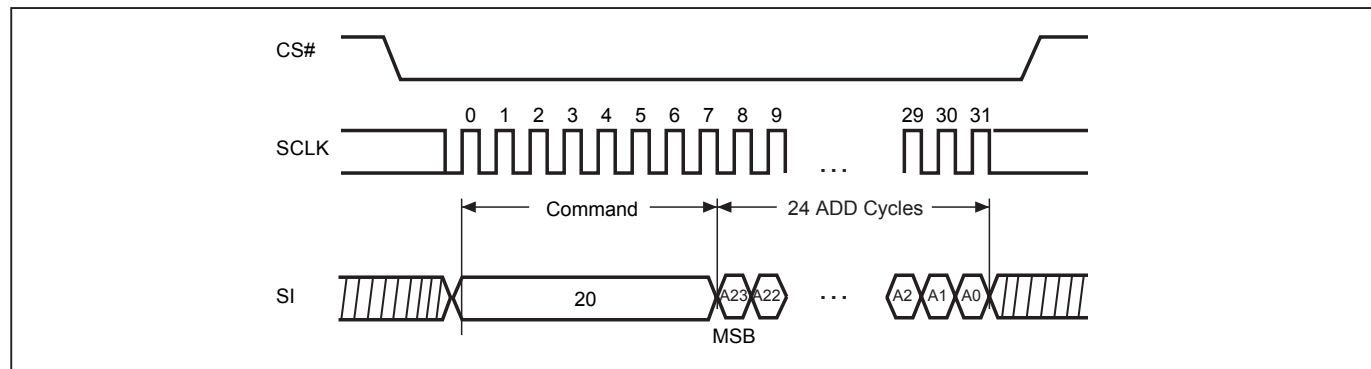 CS#
0 1 2 3 4 5 6 7 8 9 29 30 31
SCLK
...
Command 24 ADD Cycles
SI 20 A23 A22 ... A2 A1 A0
MSB